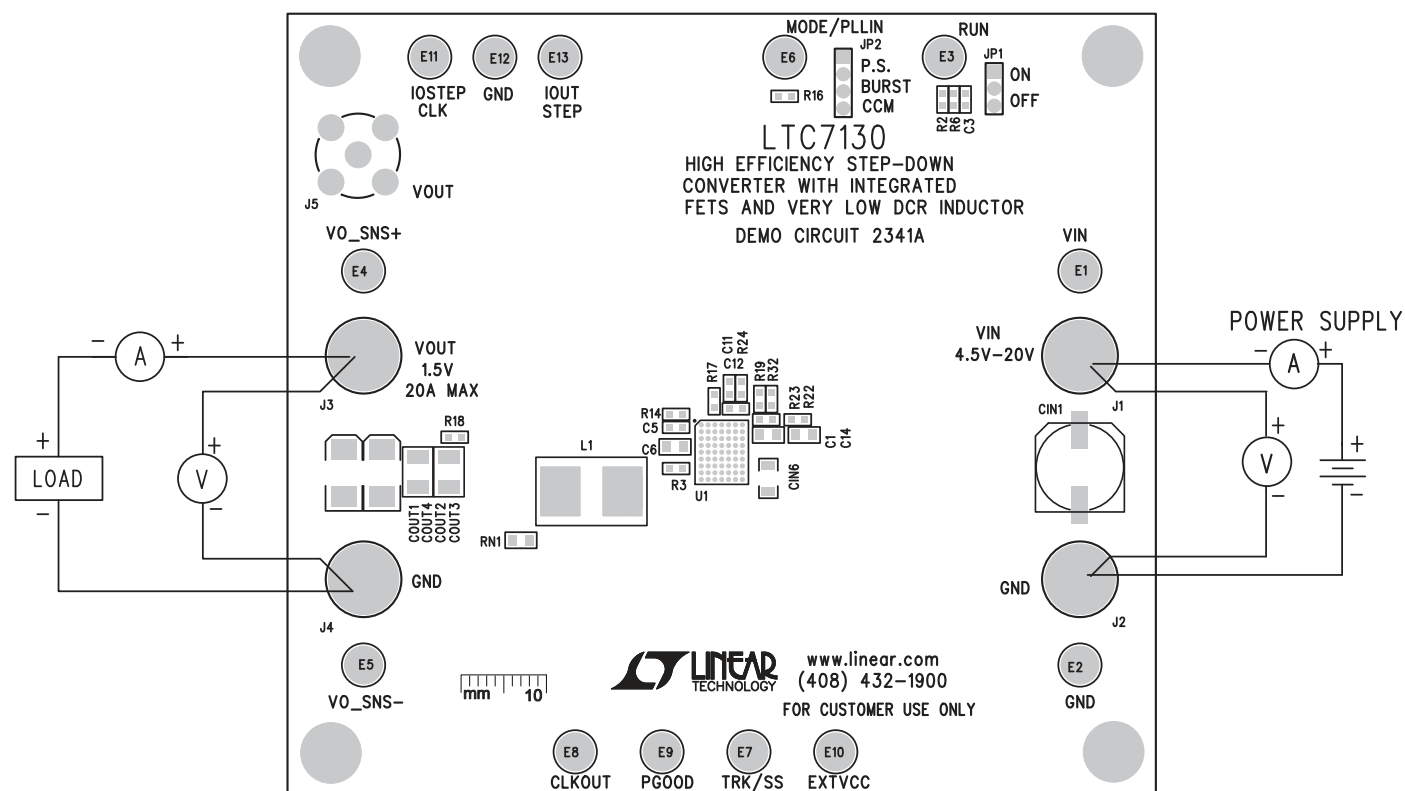 MODE/PLLIN
RUN
E11
E12
E13
E6
JP2
E3
JP1
P.S.
BURST
CCM
ON
OFF
IOSTEP
CLK
GND
IOUT
STEP
R16
R2
R6
C3
LTC7130
HIGH EFFICIENCY STEP-DOWN
CONVERTER WITH INTEGRATED
FETS AND VERY LOW DCR INDUCTOR
DEMO CIRCUIT 2341A
J5
VOUT
VO_SNS+
E4
VIN
E1
POWER SUPPLY
- A +
VOUT
1.5V
20A MAX
J3
VIN
4.5V-20V
J1
- A +
R17
C11
C12
R24
R19
R32
R23
R22
R14
C5
C6
R3
U1
C1
C14
CIN6
CIN1
R18
L1
RN1
COUT1
COUT4
COUT2
COUT3
+
LOAD
-
+
V
-
+
V
-
+
-
GND
J4
GND
J2
E5
VO_SNS-
E2
GND
mm 10
LINEAR
TECHNOLOGY
www.linear.com
(408) 432-1900
FOR CUSTOMER USE ONLY
E8
E9
E7
E10
CLKOUT
PGOOD
TRK/SS
EXTVCC